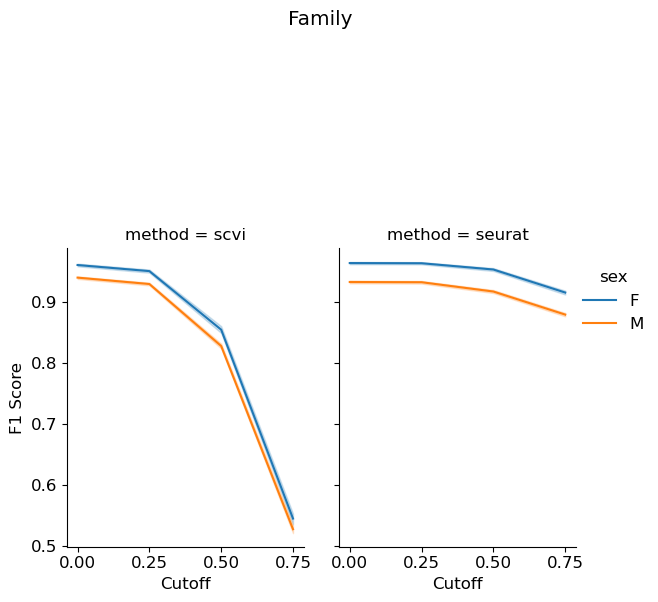 Family
method = scvi
method = seurat
sex
F
M
F1 Score
0.9
0.8
0.7
0.6
0.5
0.00 0.25 0.50 0.75
0.00 0.25 0.50 0.75
Cutoff
Cutoff